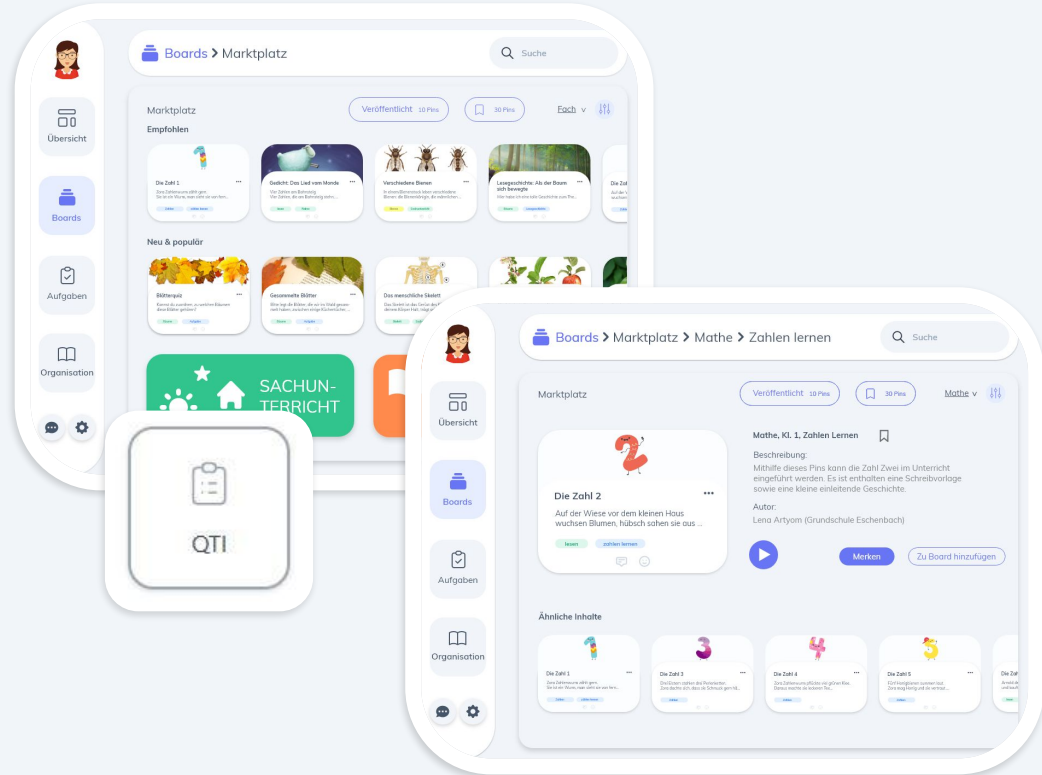 Boards > Marktplatz
Suche
Übersicht
Boards
Aufgaben
Organisation
Marktplatz
Veröffentlicht 10 Pins
30 Pins
Fach
Empfohlen
Die Zahl 1
Gedicht: Das Lied vom Monde
Verschiedene Bienen
Lesegeschichte: Als der Baum
sich bewegte
Neu & populär
Blätterquiz
Gesammelte Blätter
Das menschliche Skelett
SACHUN-
TERRICHT
QTI
Boards > Marktplatz > Mathe > Zahlen lernen
Suche
Übersicht
Boards
Aufgaben
Organisation
Marktplatz
Veröffentlicht 10 Pins
30 Pins
Mathe
Die Zahl 2
Auf der Wiese vor dem kleinen Haus
wuchsen Blumen, hübsch sahen sie aus ...
lesen
zahlen lernen
Mathe, Kl. 1, Zahlen Lernen
Beschreibung:
Mithilfe dieses Pins kann die Zahl Zwei im Unterricht
eingeführt werden. Es ist enthalten eine Schreibvorlage
sowie eine kleine einleitende Geschichte.
Autor:
Lena Artyom (Grundschule Eschenbach)
Merken
Zu Board hinzufügen
Ähnliche Inhalte
Die Zahl 1
Die Zahl 3
Die Zahl 4
Die Zahl 5